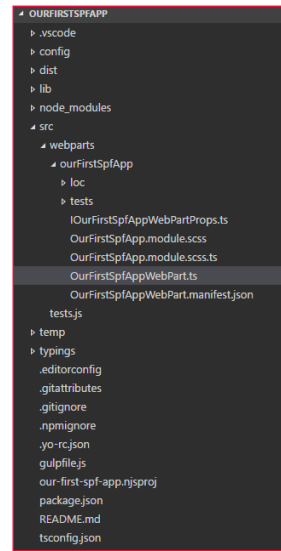 OURFIRSTSPFAPP
.vscode
config
dist
lib
node_modules
src
webparts
ourFirstSpfApp
loc
tests
IOurFirstSpfAppWebPartProps.ts
OurFirstSpfApp.module.scss
OurFirstSpfApp.module.scss.ts
OurFirstSpfAppWebPart.ts
OurFirstSpfAppWebPart.manifest.json
tests.js
temp
typings
.editorconfig
.gitattributes
.gitignore
.npmignore
.yo-rc.json
gulpfile.js
our-first-spf-app.njsproj
package.json
README.md
tsconfig.json